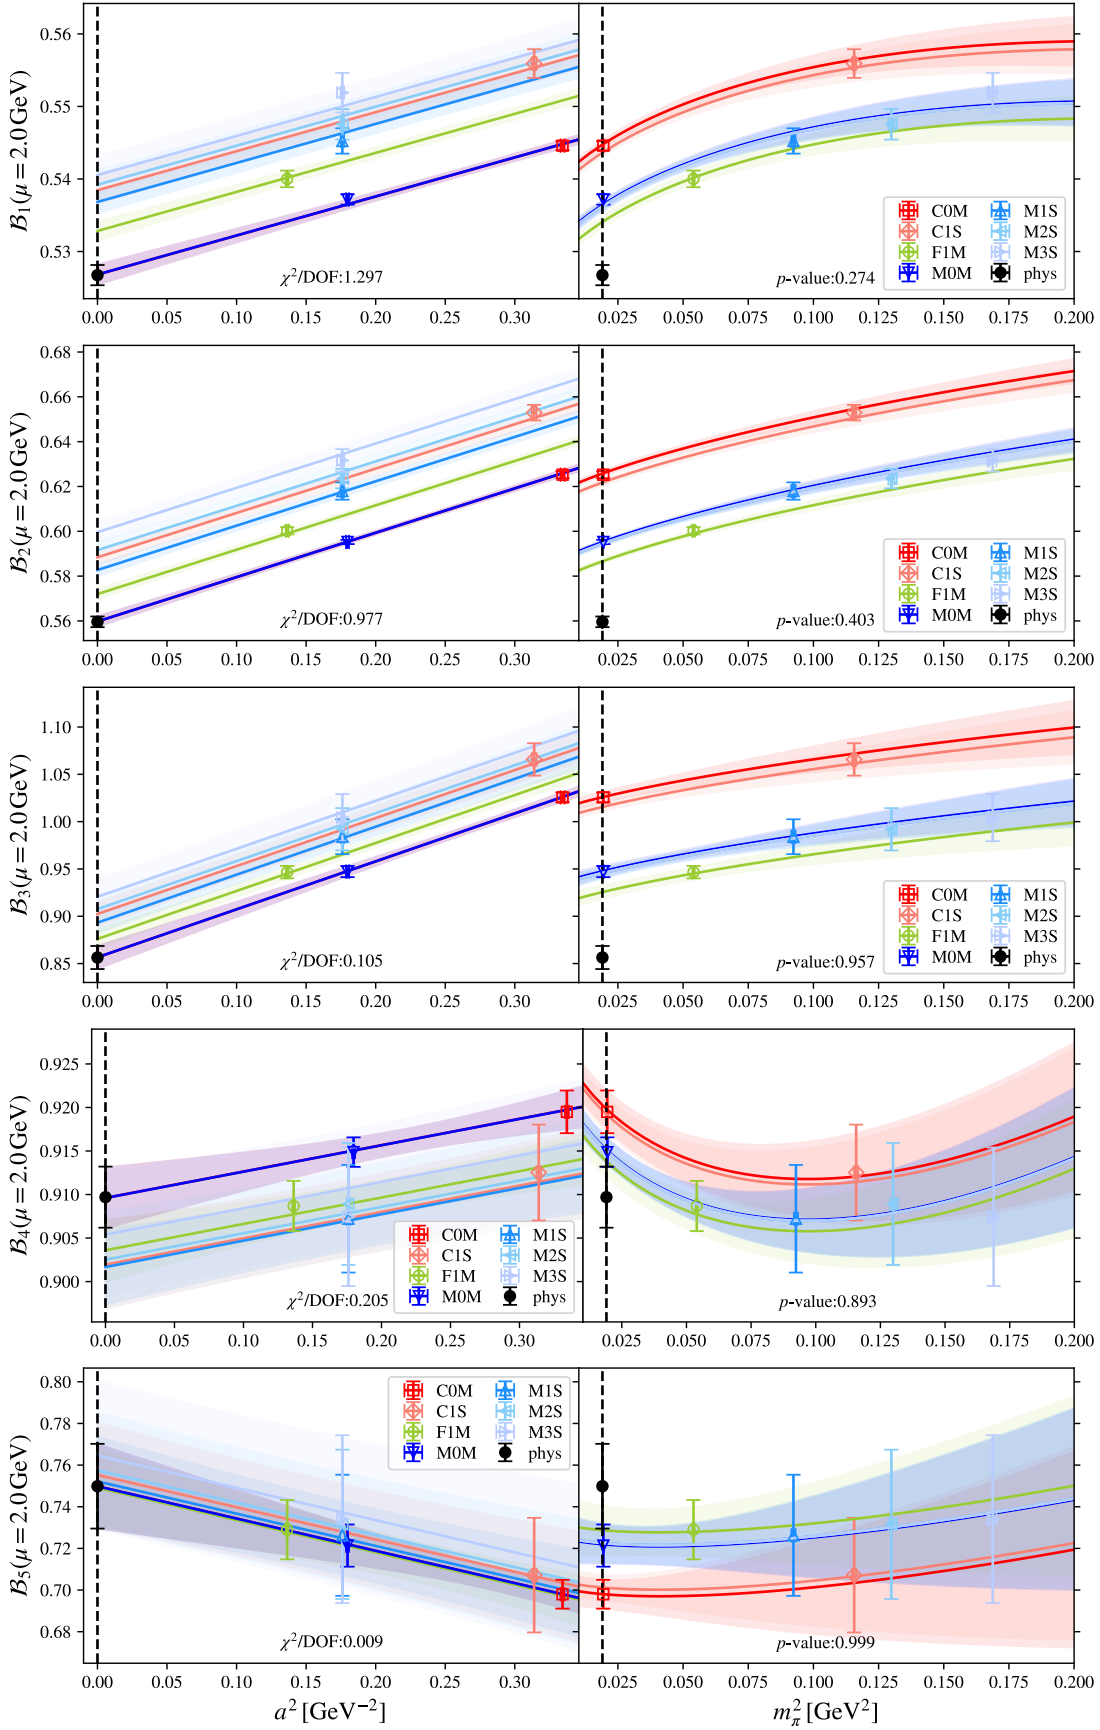 0.56
0.55
0.54
0.53
B₁(μ = 2.0 GeV)
χ²/DOF:1.297
p-value:0.274
C0M M1S
C1S M2S
F1M M3S
M0M phys
0.00 0.05 0.10 0.15 0.20 0.25 0.30
0.025 0.050 0.075 0.100 0.125 0.150 0.175 0.200
0.68
0.66
0.64
0.62
0.60
0.58
0.56
B₂(μ = 2.0 GeV)
χ²/DOF:0.977
p-value:0.403
C0M M1S
C1S M2S
F1M M3S
M0M phys
0.00 0.05 0.10 0.15 0.20 0.25 0.30
0.025 0.050 0.075 0.100 0.125 0.150 0.175 0.200
1.10
1.05
1.00
0.95
0.90
0.85
B₃(μ = 2.0 GeV)
χ²/DOF:0.105
p-value:0.957
C0M M1S
C1S M2S
F1M M3S
M0M phys
0.00 0.05 0.10 0.15 0.20 0.25 0.30
0.025 0.050 0.075 0.100 0.125 0.150 0.175 0.200
0.925
0.920
0.915
0.910
0.905
0.900
B₄(μ = 2.0 GeV)
C0M M1S
C1S M2S
F1M M3S
M0M phys
χ²/DOF:0.205
p-value:0.893
0.00 0.05 0.10 0.15 0.20 0.25 0.30
0.025 0.050 0.075 0.100 0.125 0.150 0.175 0.200
0.80
0.78
0.76
0.74
0.72
0.70
0.68
B₅(μ = 2.0 GeV)
C0M M1S
C1S M2S
F1M M3S
M0M phys
χ²/DOF:0.009
p-value:0.999
0.00 0.05 0.10 0.15 0.20 0.25 0.30
0.025 0.050 0.075 0.100 0.125 0.150 0.175 0.200
a² [GeV⁻²]
m_π² [GeV²]